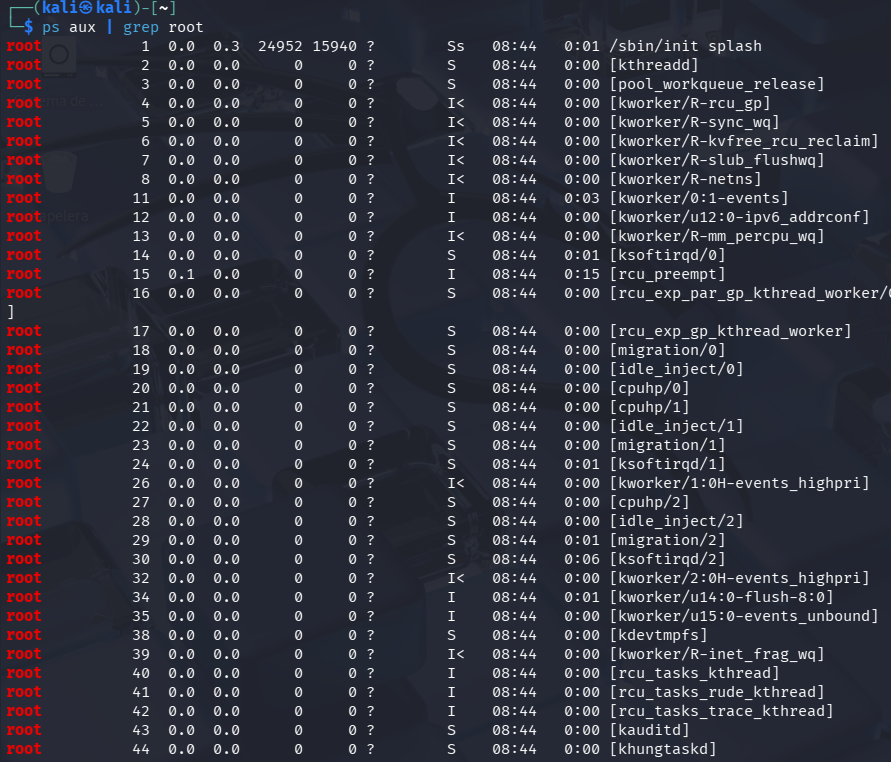 ┌──(kali㉿kali)-[~]
└─$ ps aux | grep root
root 1 0.0 0.3 24952 15940 ? Ss 08:44 0:01 /sbin/init splash
root 2 0.0 0.0 0 0 ? S 08:44 0:00 [kthreadd]
root 3 0.0 0.0 0 0 ? S 08:44 0:00 [pool_workqueue_release]
root 4 0.0 0.0 0 0 ? I< 08:44 0:00 [kworker/R-rcu_gp]
root 5 0.0 0.0 0 0 ? I< 08:44 0:00 [kworker/R-sync_wq]
root 6 0.0 0.0 0 0 ? I< 08:44 0:00 [kworker/R-kvfree_rcu_reclaim]
root 7 0.0 0.0 0 0 ? I< 08:44 0:00 [kworker/R-slub_flushwq]
root 8 0.0 0.0 0 0 ? I< 08:44 0:00 [kworker/R-netns]
root 11 0.0 0.0 0 0 ? I 08:44 0:03 [kworker/0:1-events]
root 12 0.0 0.0 0 0 ? I 08:44 0:00 [kworker/u12:0-ipv6_addrconf]
root 13 0.0 0.0 0 0 ? I< 08:44 0:00 [kworker/R-mm_percpu_wq]
root 14 0.0 0.0 0 0 ? S 08:44 0:01 [ksoftirqd/0]
root 15 0.1 0.0 0 0 ? I 08:44 0:15 [rcu_preempt]
root 16 0.0 0.0 0 0 ? S 08:44 0:00 [rcu_exp_par_gp_kthread_worker/0
]
root 17 0.0 0.0 0 0 ? S 08:44 0:00 [rcu_exp_gp_kthread_worker]
root 18 0.0 0.0 0 0 ? S 08:44 0:00 [migration/0]
root 19 0.0 0.0 0 0 ? S 08:44 0:00 [idle_inject/0]
root 20 0.0 0.0 0 0 ? S 08:44 0:00 [cpuhp/0]
root 21 0.0 0.0 0 0 ? S 08:44 0:00 [cpuhp/1]
root 22 0.0 0.0 0 0 ? S 08:44 0:00 [idle_inject/1]
root 23 0.0 0.0 0 0 ? S 08:44 0:00 [migration/1]
root 24 0.0 0.0 0 0 ? S 08:44 0:01 [ksoftirqd/1]
root 26 0.0 0.0 0 0 ? I< 08:44 0:00 [kworker/1:0H-events_highpri]
root 27 0.0 0.0 0 0 ? S 08:44 0:00 [cpuhp/2]
root 28 0.0 0.0 0 0 ? S 08:44 0:00 [idle_inject/2]
root 29 0.0 0.0 0 0 ? S 08:44 0:01 [migration/2]
root 30 0.0 0.0 0 0 ? S 08:44 0:06 [ksoftirqd/2]
root 32 0.0 0.0 0 0 ? I< 08:44 0:00 [kworker/2:0H-events_highpri]
root 34 0.0 0.0 0 0 ? I 08:44 0:01 [kworker/u14:0-flush-8:0]
root 35 0.0 0.0 0 0 ? I 08:44 0:00 [kworker/u15:0-events_unbound]
root 38 0.0 0.0 0 0 ? S 08:44 0:00 [kdevtmpfs]
root 39 0.0 0.0 0 0 ? I< 08:44 0:00 [kworker/R-inet_frag_wq]
root 40 0.0 0.0 0 0 ? I 08:44 0:00 [rcu_tasks_kthread]
root 41 0.0 0.0 0 0 ? I 08:44 0:00 [rcu_tasks_rude_kthread]
root 42 0.0 0.0 0 0 ? I 08:44 0:00 [rcu_tasks_trace_kthread]
root 43 0.0 0.0 0 0 ? S 08:44 0:00 [kauditd]
root 44 0.0 0.0 0 0 ? S 08:44 0:00 [khungtaskd]